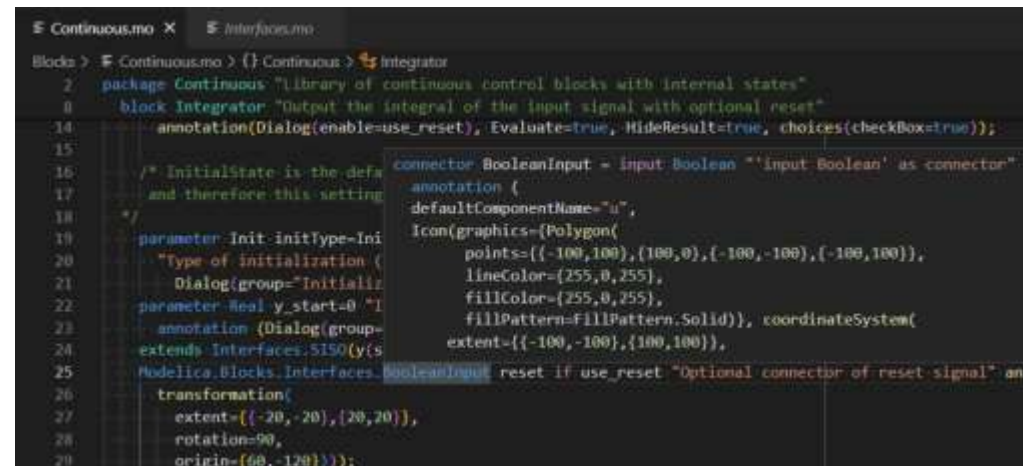 Continuous.mo ×
Interfaces.mo
Blocks > Continuous.mo > {} Continuous > Integrator
2 package Continuous "Library of continuous control blocks with internal states"
8 block Integrator "Output the integral of the input signal with optional reset"
14 annotation(Dialog(enable=use_reset), Evaluate=true, HideResult=true, choices(checkBox=true));
15
16 /* InitialState is the defa
17 and therefore this setting
18 */
19 parameter Init initType=Ini
20 "Type of initialization (
21 Dialog(group="Initializ
22 parameter Real y_start=0 "I
23 annotation (Dialog(group=
24 extends Interfaces.SISO(y(s
connector BooleanInput = input Boolean "'input Boolean' as connector"
annotation (
defaultComponentName="u",
Icon(graphics={Polygon(
points={{-100,100},{100,0},{-100,-100},{-100,100}},
lineColor={255,0,255},
fillColor={255,0,255},
fillPattern=FillPattern.Solid)}, coordinateSystem(
extent={{-100,-100},{100,100}},
25 Modelica.Blocks.Interfaces.BooleanInput reset if use_reset "Optional connector of reset signal" an
26 transformation(
27 extent={{-20,-20},{20,20}},
28 rotation=90,
29 origin={60,-120})));